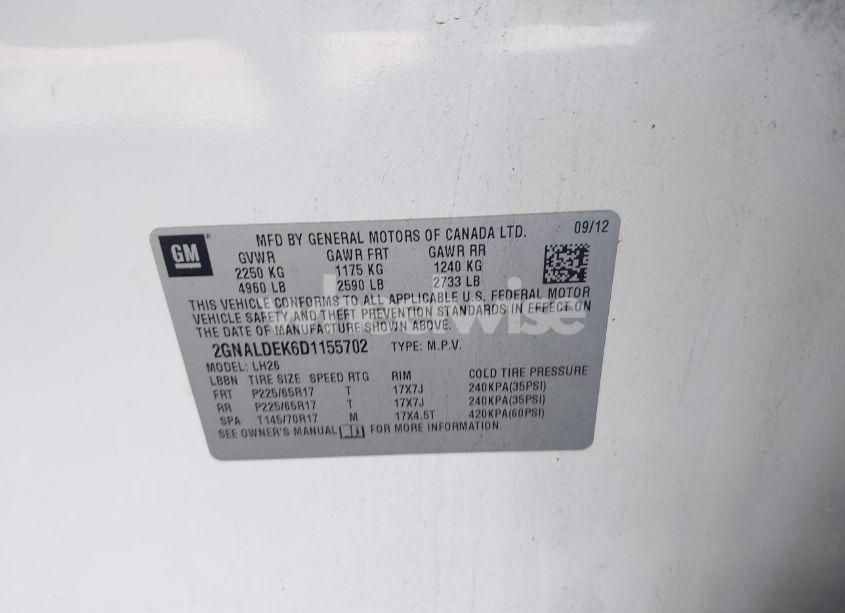 GM
MFD BY GENERAL MOTORS OF CANADA LTD. 09/12
GVWR GAWR FRT GAWR RR
2250 KG 1175 KG 1240 KG
4960 LB 2590 LB 2733 LB
THIS VEHICLE CONFORMS TO ALL APPLICABLE U.S. FEDERAL MOTOR
VEHICLE SAFETY AND THEFT PREVENTION STANDARDS IN EFFECT ON
THE DATE OF MANUFACTURE SHOWN ABOVE.
2GNALDEK6D1155702 TYPE: M.P.V.
MODEL: LH26
LBBN TIRE SIZE SPEED RTG RIM COLD TIRE PRESSURE
FRT P225/65R17 T 17X7J 240KPA(35PSI)
RR P225/65R17 T 17X7J 240KPA(35PSI)
SPA T145/70R17 M 17X4.5T 420KPA(60PSI)
SEE OWNER'S MANUAL FOR MORE INFORMATION.